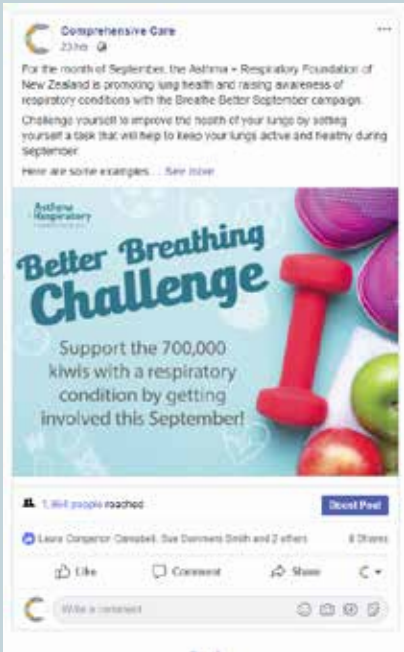 Comprehensive Care
23 hrs
For the month of September, the Asthma + Respiratory Foundation of
New Zealand is promoting lung health and raising awareness of
respiratory conditions with the Breathe Better September campaign.
Challenge yourself to improve the health of your lungs by setting
yourself a task that will help to keep your lungs active and healthy during
September.
Here are some examples... See more
Asthma
+Respiratory
Better Breathing
Challenge
Support the 700,000
kiwis with a respiratory
condition by getting
involved this September!
people reached
Boost Post
Laura Campbell, Sue Smith and 2 others
8 Shares
Like
Comment
Share
Write a comment